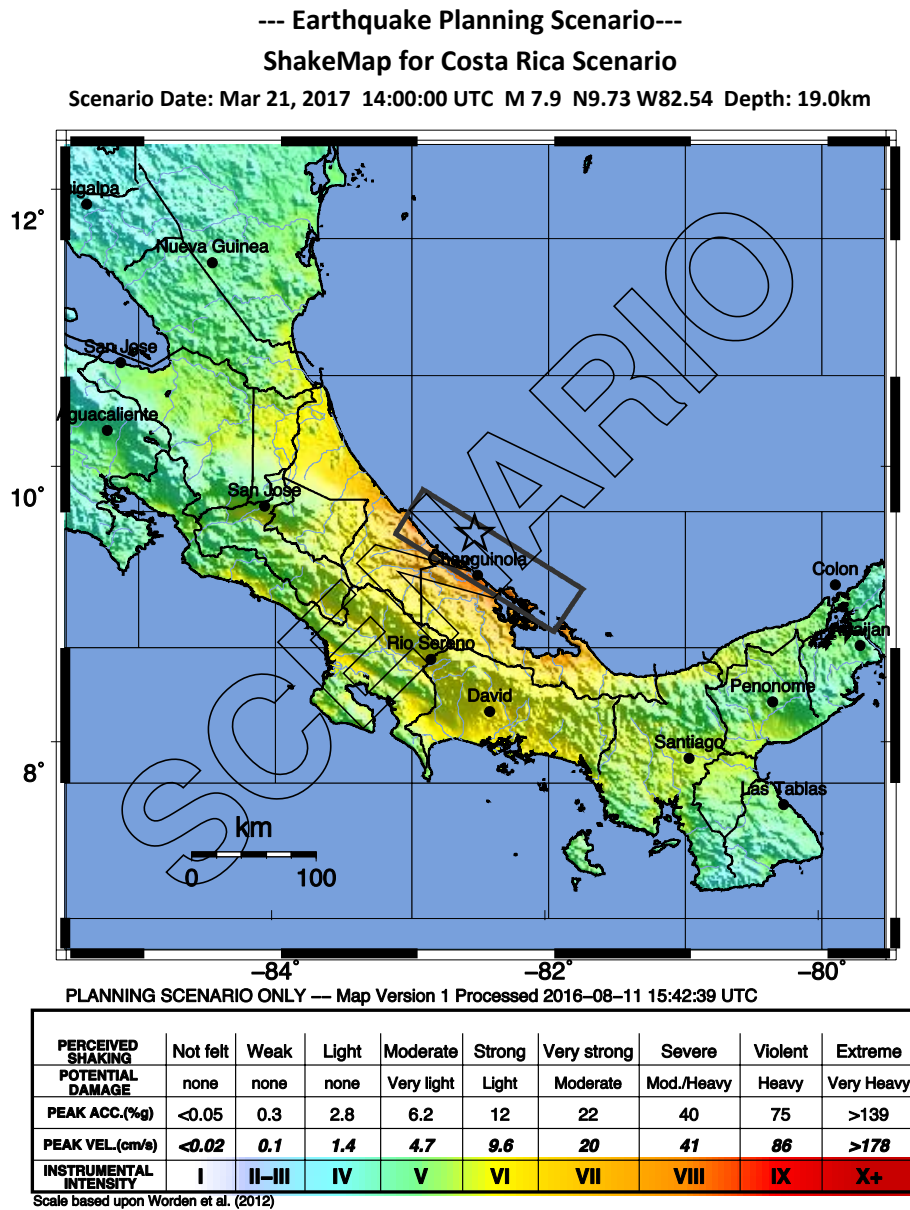 --- Earthquake Planning Scenario---
ShakeMap for Costa Rica Scenario
Scenario Date: Mar 21, 2017 14:00:00 UTC M 7.9 N9.73 W82.54 Depth: 19.0km
12°
10°
8°
Nueva Guinea
San Jose
Aguacaliente
San Jose
Changuinola
Colon
Rio Sereno
Penonome
David
Santiago
Las Tablas
SCENARIO
km
0 100
−84° −82° −80°
PLANNING SCENARIO ONLY −− Map Version 1 Processed 2016−08−11 15:42:39 UTC
PERCEIVED SHAKING Not felt Weak Light Moderate Strong Very strong Severe Violent Extreme
POTENTIAL DAMAGE none none none Very light Light Moderate Mod./Heavy Heavy Very Heavy
PEAK ACC.(%g) <0.05 0.3 2.8 6.2 12 22 40 75 >139
PEAK VEL.(cm/s) <0.02 0.1 1.4 4.7 9.6 20 41 86 >178
INSTRUMENTAL INTENSITY I II−III IV V VI VII VIII IX X+
Scale based upon Worden et al. (2012)